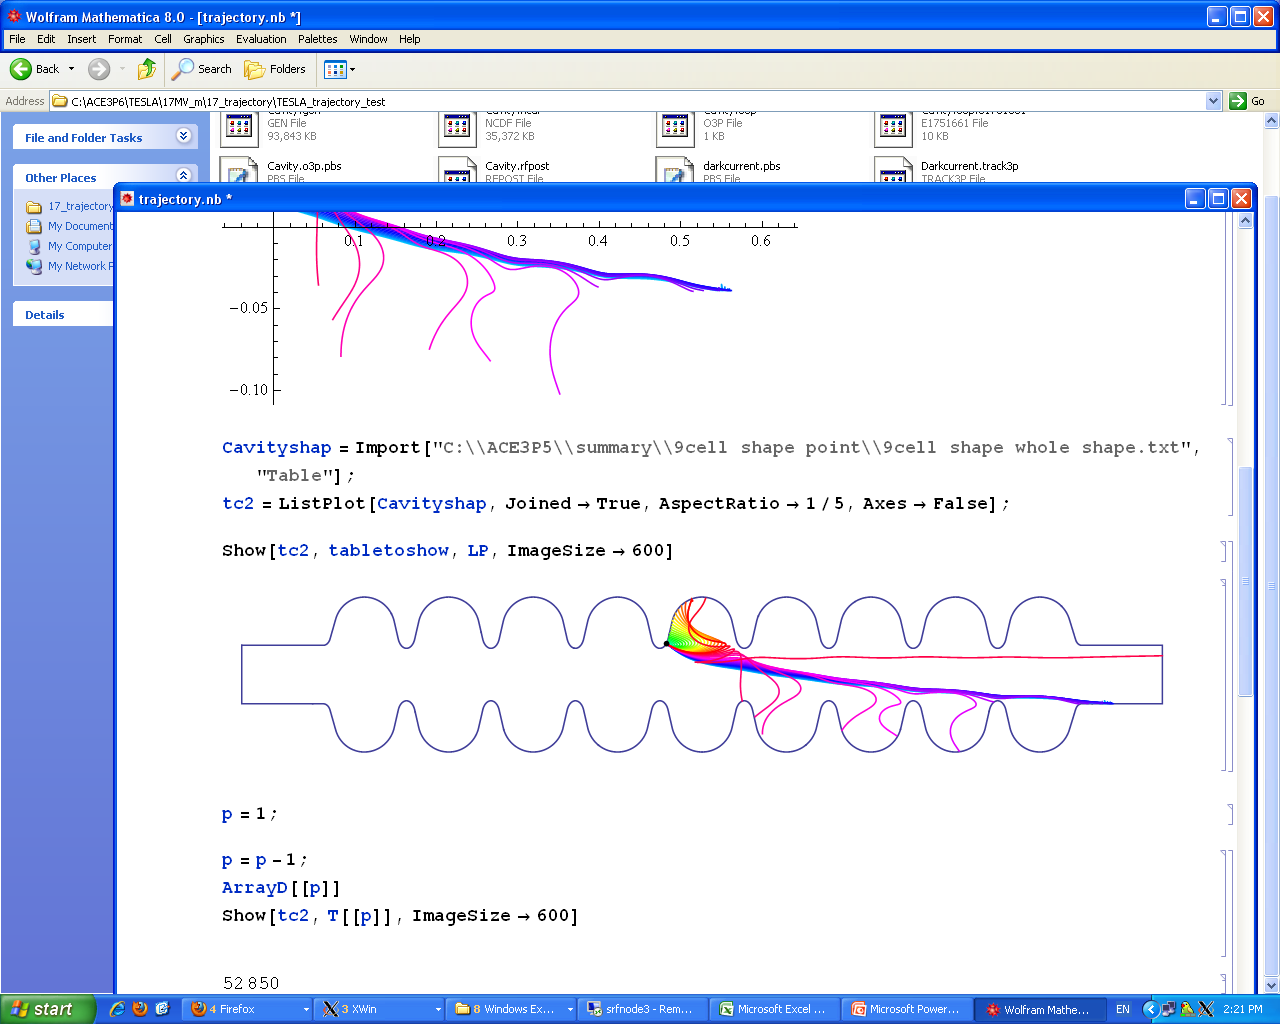 Wolfram Mathematica 8.0 - [trajectory.nb *]
File Edit Insert Format Cell Graphics Evaluation Palettes Window Help
Back Search Folders
Address C:\ACE3P6\TESLA\17MV_m\17_trajectory\TESLA_trajectory_test Go
File and Folder Tasks
GEN File
93,843 KB
NCDF File
35,372 KB
O3P File
1 KB
E1751661 File
10 KB
Cavity.o3p.pbs
PBS File
Cavity.rfpost
RFPOST File
darkcurrent.pbs
PBS File
Darkcurrent.track3p
TRACK3P File
Other Places
17_trajectory
My Document
My Computer
My Network P
Details
trajectory.nb *
0.1 0.2 0.3 0.4 0.5 0.6
−0.05
−0.10
Cavityshap = Import["C:\\ACE3P5\\summary\\9cell shape point\\9cell shape whole shape.txt",
"Table"];
tc2 = ListPlot[Cavityshap, Joined → True, AspectRatio → 1 / 5, Axes → False];
Show[tc2, tabletoshow, LP, ImageSize → 600]
p = 1;
p = p - 1;
ArrayD[[p]]
Show[tc2, T[[p]], ImageSize → 600]
52 850
start 4 Firefox 3 XWin 8 Windows Ex... srfnode3 - Rem... Microsoft Excel ... Microsoft Power... Wolfram Mathe... EN 2:21 PM